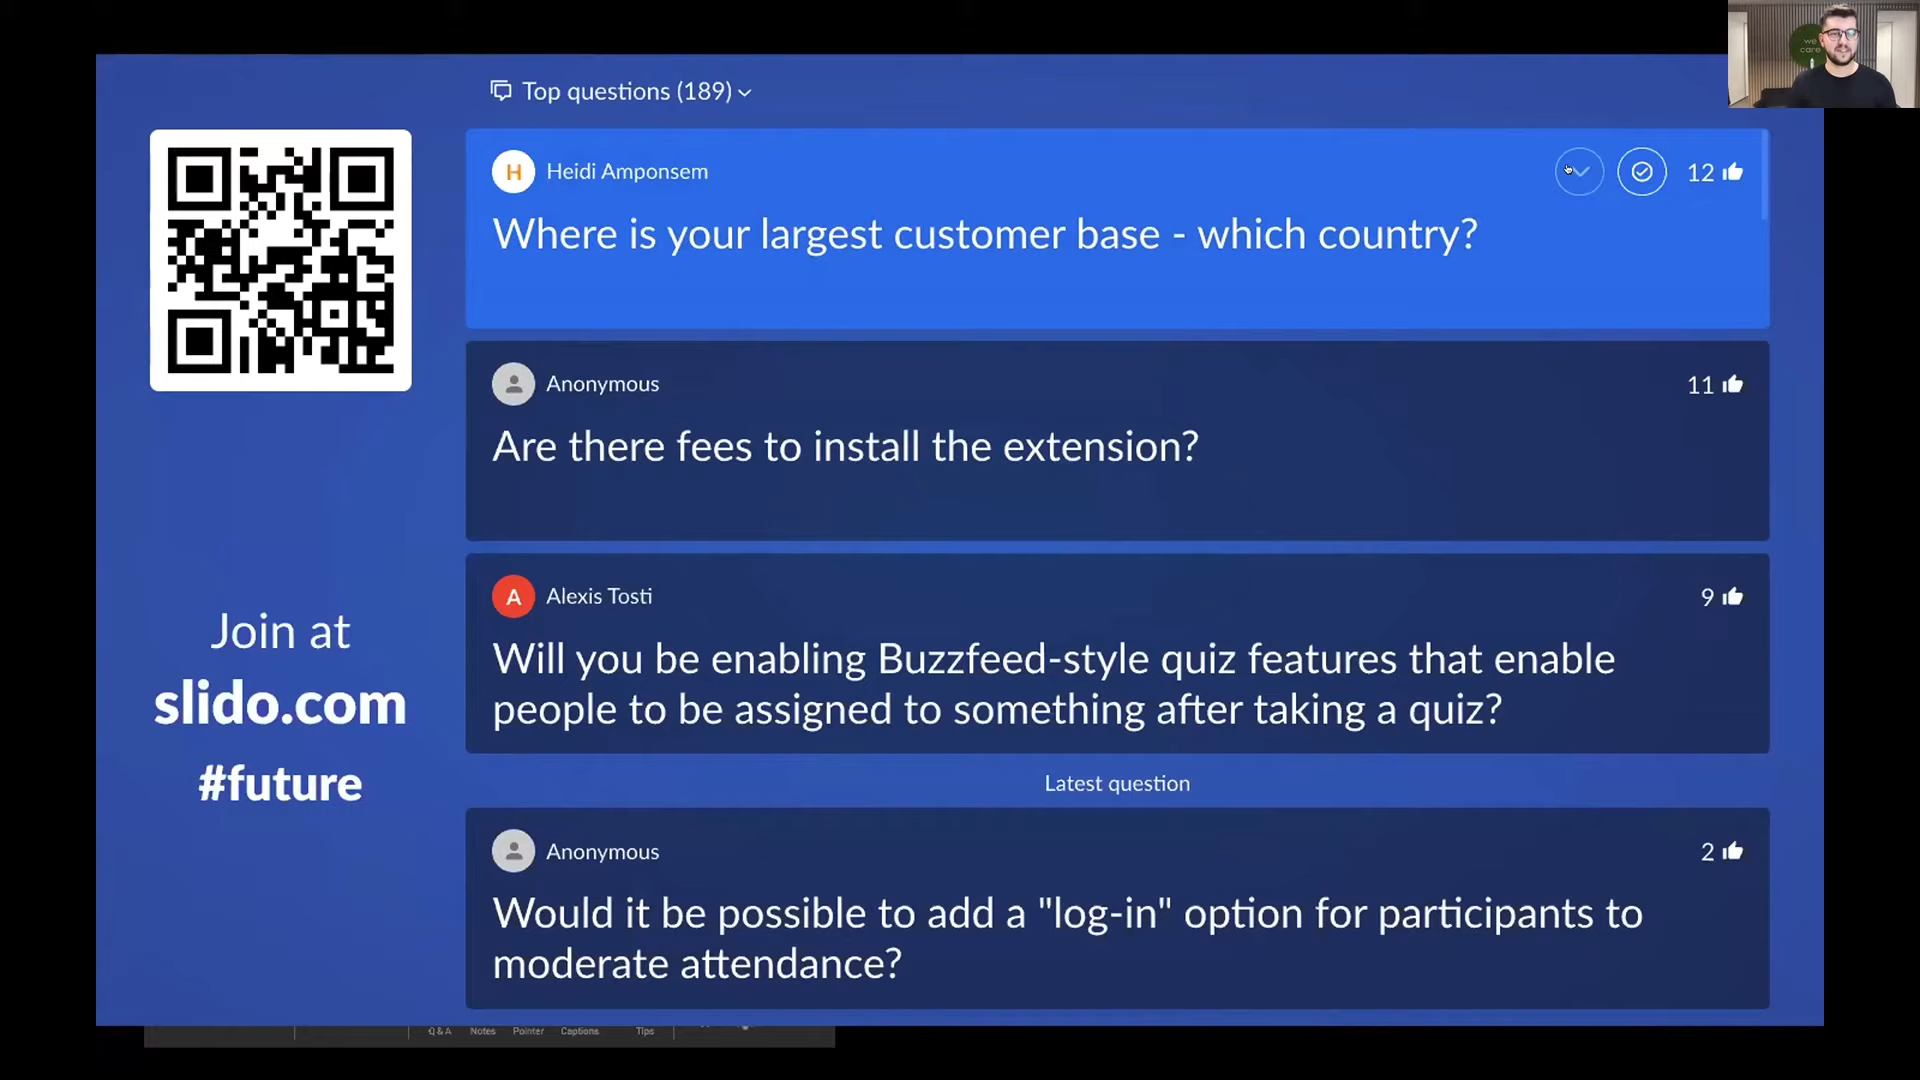 we
care
Top questions (189)
H
Heidi Amponsem
12
Where is your largest customer base - which country?
Anonymous
11
Are there fees to install the extension?
A
Alexis Tosti
9
Will you be enabling Buzzfeed-style quiz features that enable
people to be assigned to something after taking a quiz?
Join at
slido.com
#future
Latest question
Anonymous
2
Would it be possible to add a "log-in" option for participants to
moderate attendance?
Q & A Notes Pointer Captions Tips